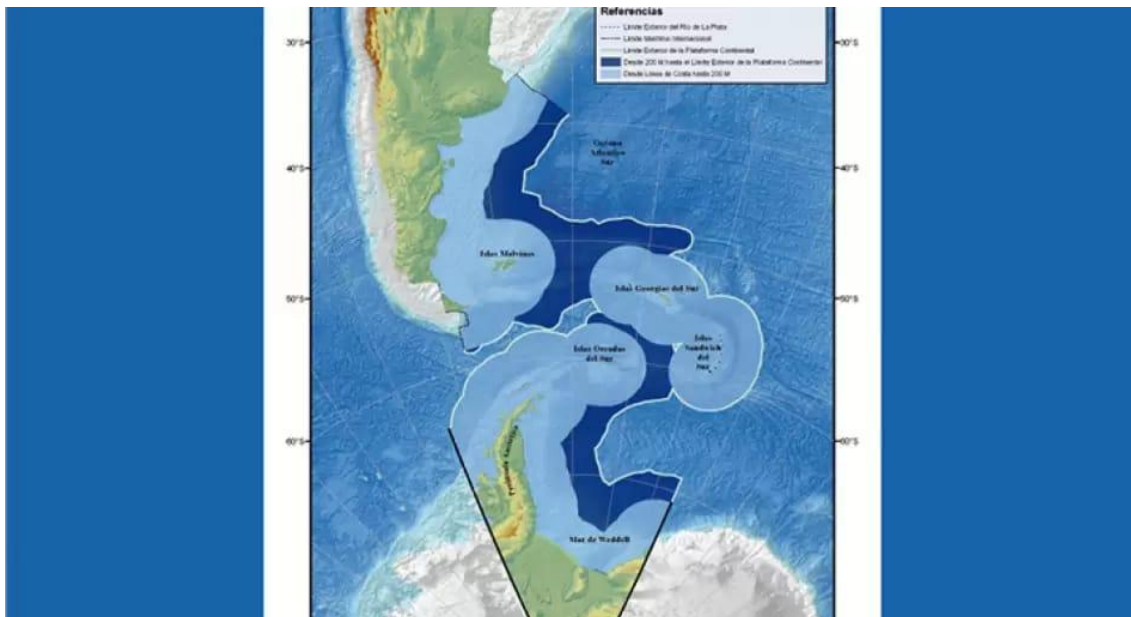 Referencias
Límite Exterior del Río de La Plata
Límite Marítimo Internacional
Límite Exterior de la Plataforma Continental
Desde 200 M hasta el Límite Exterior de la Plataforma Continental
Desde Línea de Costa hasta 200 M
30°S
30°S
Océano
Atlántico
Sur
40°S
40°S
Islas Malvinas
Islas Georgias del Sur
50°S
50°S
Islas Orcadas
del Sur
Islas
Sandwich
del
Sur
60°S
60°S
Península Antártica
Mar de Weddell